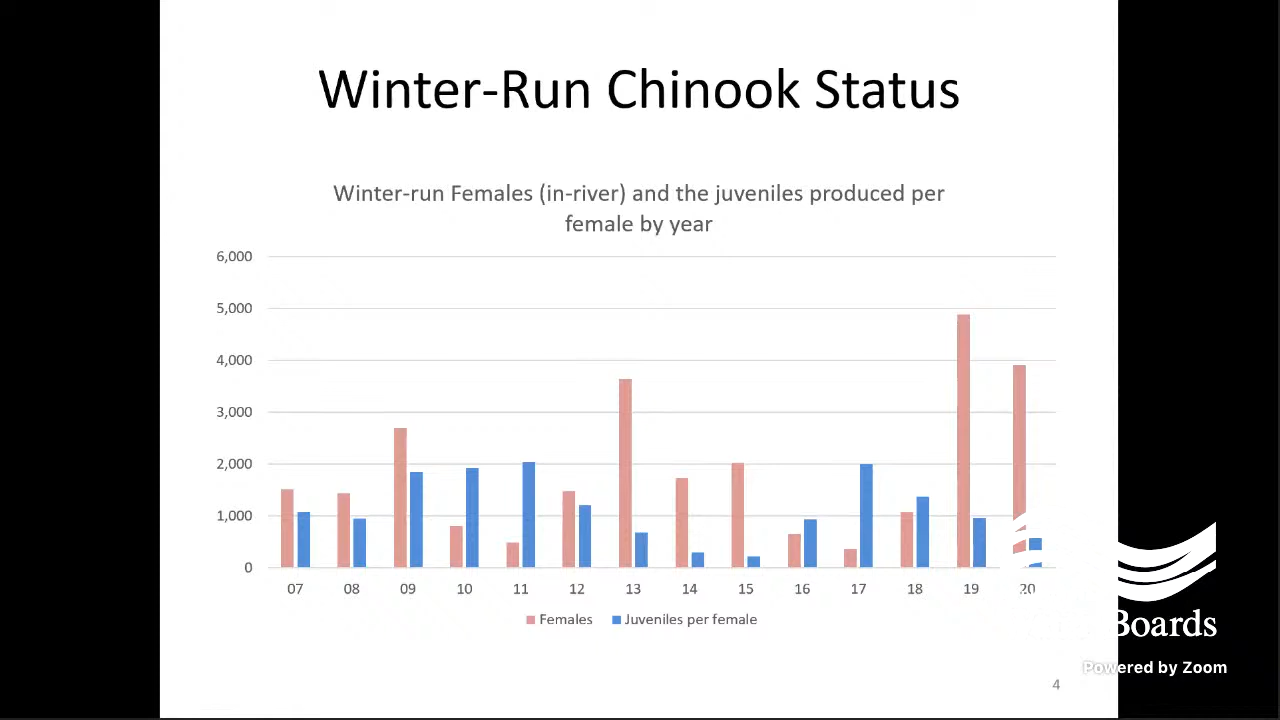 Winter-Run Chinook Status
Winter-run Females (in-river) and the juveniles produced per
female by year
6,000
5,000
4,000
3,000
2,000
1,000
0
07 08 09 10 11 12 13 14 15 16 17 18 19 20
Females Juveniles per female
Boards
Powered by Zoom
4